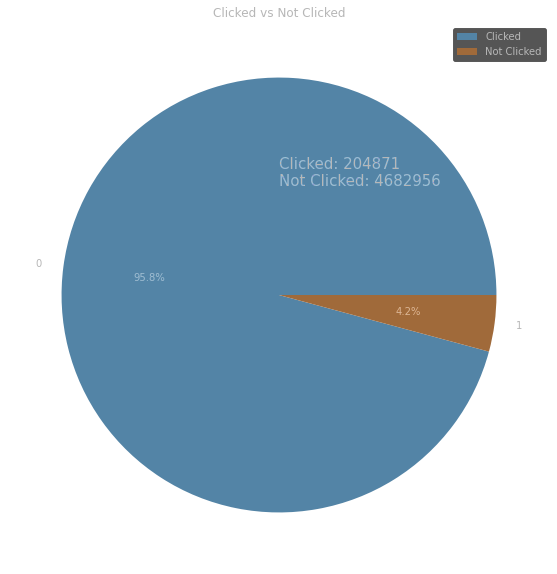 Clicked vs Not Clicked
Clicked
Not Clicked
Clicked: 204871
Not Clicked: 4682956
0
95.8%
4.2%
1